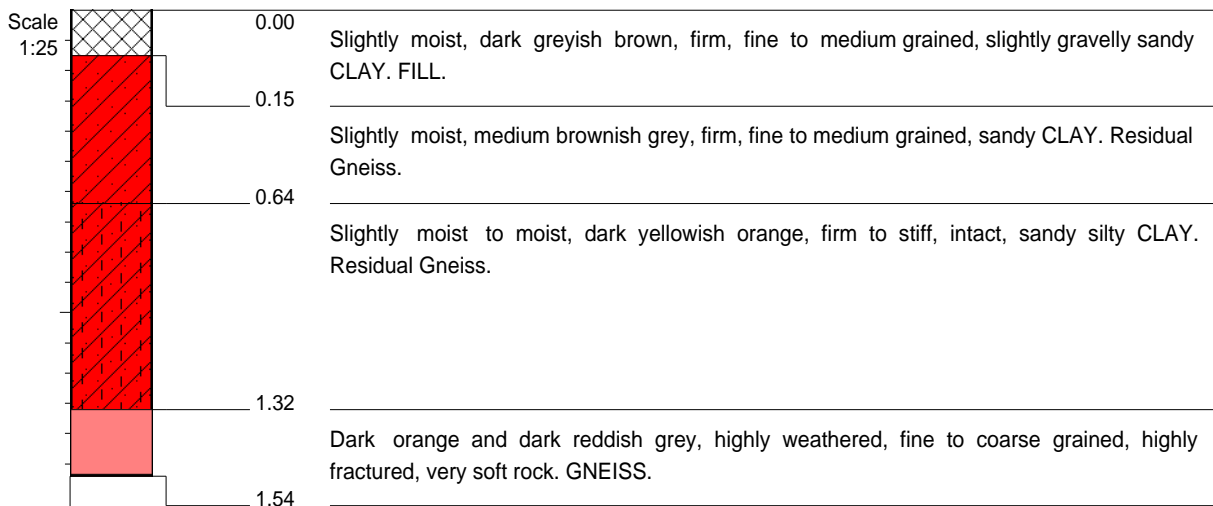 Scale
1:25
0.00
Slightly moist, dark greyish brown, firm, fine to medium grained, slightly gravelly sandy
CLAY. FILL.
0.15
Slightly moist, medium brownish grey, firm, fine to medium grained, sandy CLAY. Residual
Gneiss.
0.64
Slightly moist to moist, dark yellowish orange, firm to stiff, intact, sandy silty CLAY.
Residual Gneiss.
1.32
Dark orange and dark reddish grey, highly weathered, fine to coarse grained, highly
fractured, very soft rock. GNEISS.
1.54